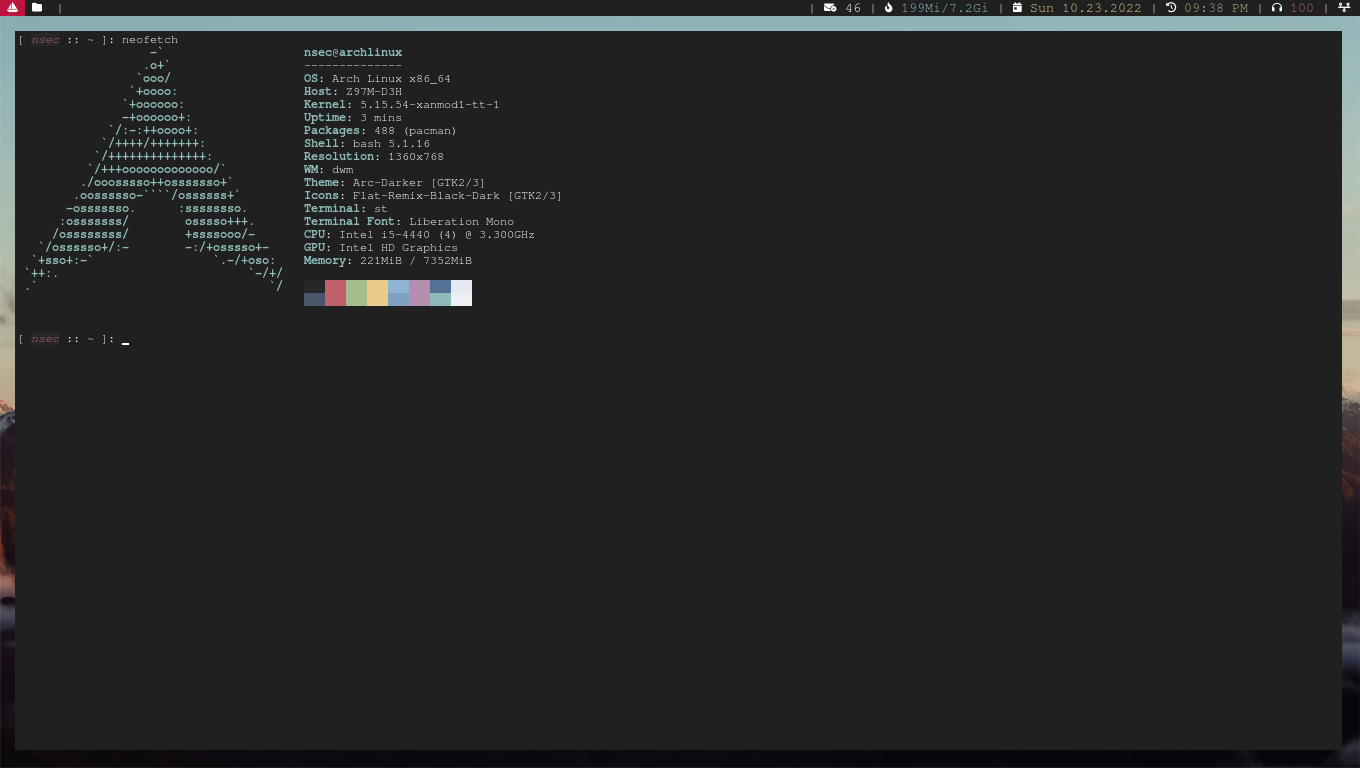 | | 46 | 199Mi/7.2Gi | Sun 10.23.2022 | 09:38 PM | 100 |
[ nsec :: ~ ]: neofetch
                   -`                    nsec@archlinux
                  .o+`                   --------------
                 `ooo/                   OS: Arch Linux x86_64
                `+oooo:                  Host: Z97M-D3H
               `+oooooo:                 Kernel: 5.15.54-xanmod1-tt-1
               -+oooooo+:                Uptime: 3 mins
             `/:-:++oooo+:               Packages: 488 (pacman)
            `/++++/+++++++:              Shell: bash 5.1.16
           `/++++++++++++++:             Resolution: 1360x768
          `/+++ooooooooooooo/`           WM: dwm
         ./ooosssso++osssssso+`          Theme: Arc-Darker [GTK2/3]
        .oossssso-````/ossssss+`         Icons: Flat-Remix-Black-Dark [GTK2/3]
       -osssssso.      :ssssssso.        Terminal: st
      :osssssss/        osssso+++.       Terminal Font: Liberation Mono
     /ossssssss/        +ssssooo/-       CPU: Intel i5-4440 (4) @ 3.300GHz
   `/ossssso+/:-        -:/+osssso+-     GPU: Intel HD Graphics
  `+sso+:-`                 `.-/+oso:    Memory: 221MiB / 7352MiB
 `++:.                           `-/+/
 .`                                 `/
[ nsec :: ~ ]: